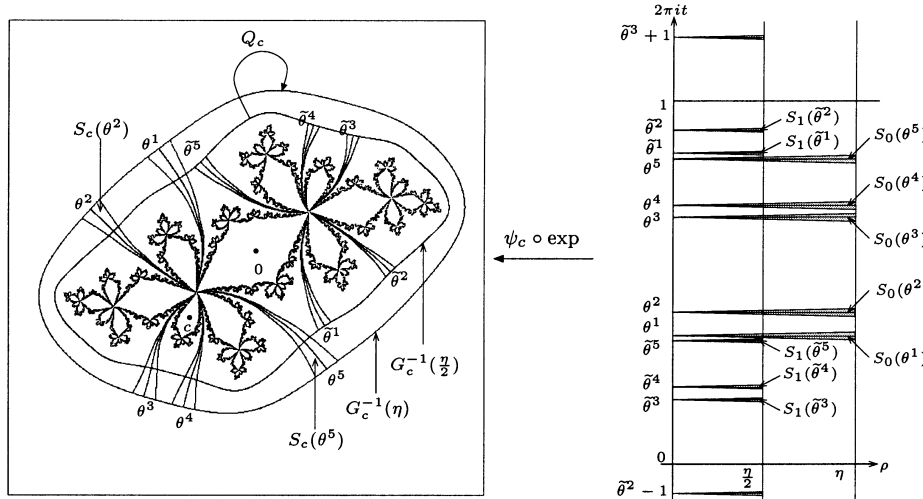 Q_c
S_c(θ^2)
θ^1
θ̃^5
θ̃^4
θ̃^3
θ^2
0
c
θ̃^2
θ̃^1
θ^5
θ^3
θ^4
S_c(θ^5)
G_c^{-1}(η)
G_c^{-1}(η/2)
ψ_c ∘ exp
2πit
θ̃^3 + 1
1
θ̃^2
S_1(θ̃^2)
θ̃^1
S_1(θ̃^1)
θ^5
S_0(θ^5)
θ^4
S_0(θ^4)
θ^3
S_0(θ^3)
θ^2
S_0(θ^2
θ^1
S_0(θ^1)
θ̃^5
S_1(θ̃^5)
θ̃^4
S_1(θ̃^4)
θ̃^3
S_1(θ̃^3)
0
η/2
η
ρ
θ̃^2 − 1